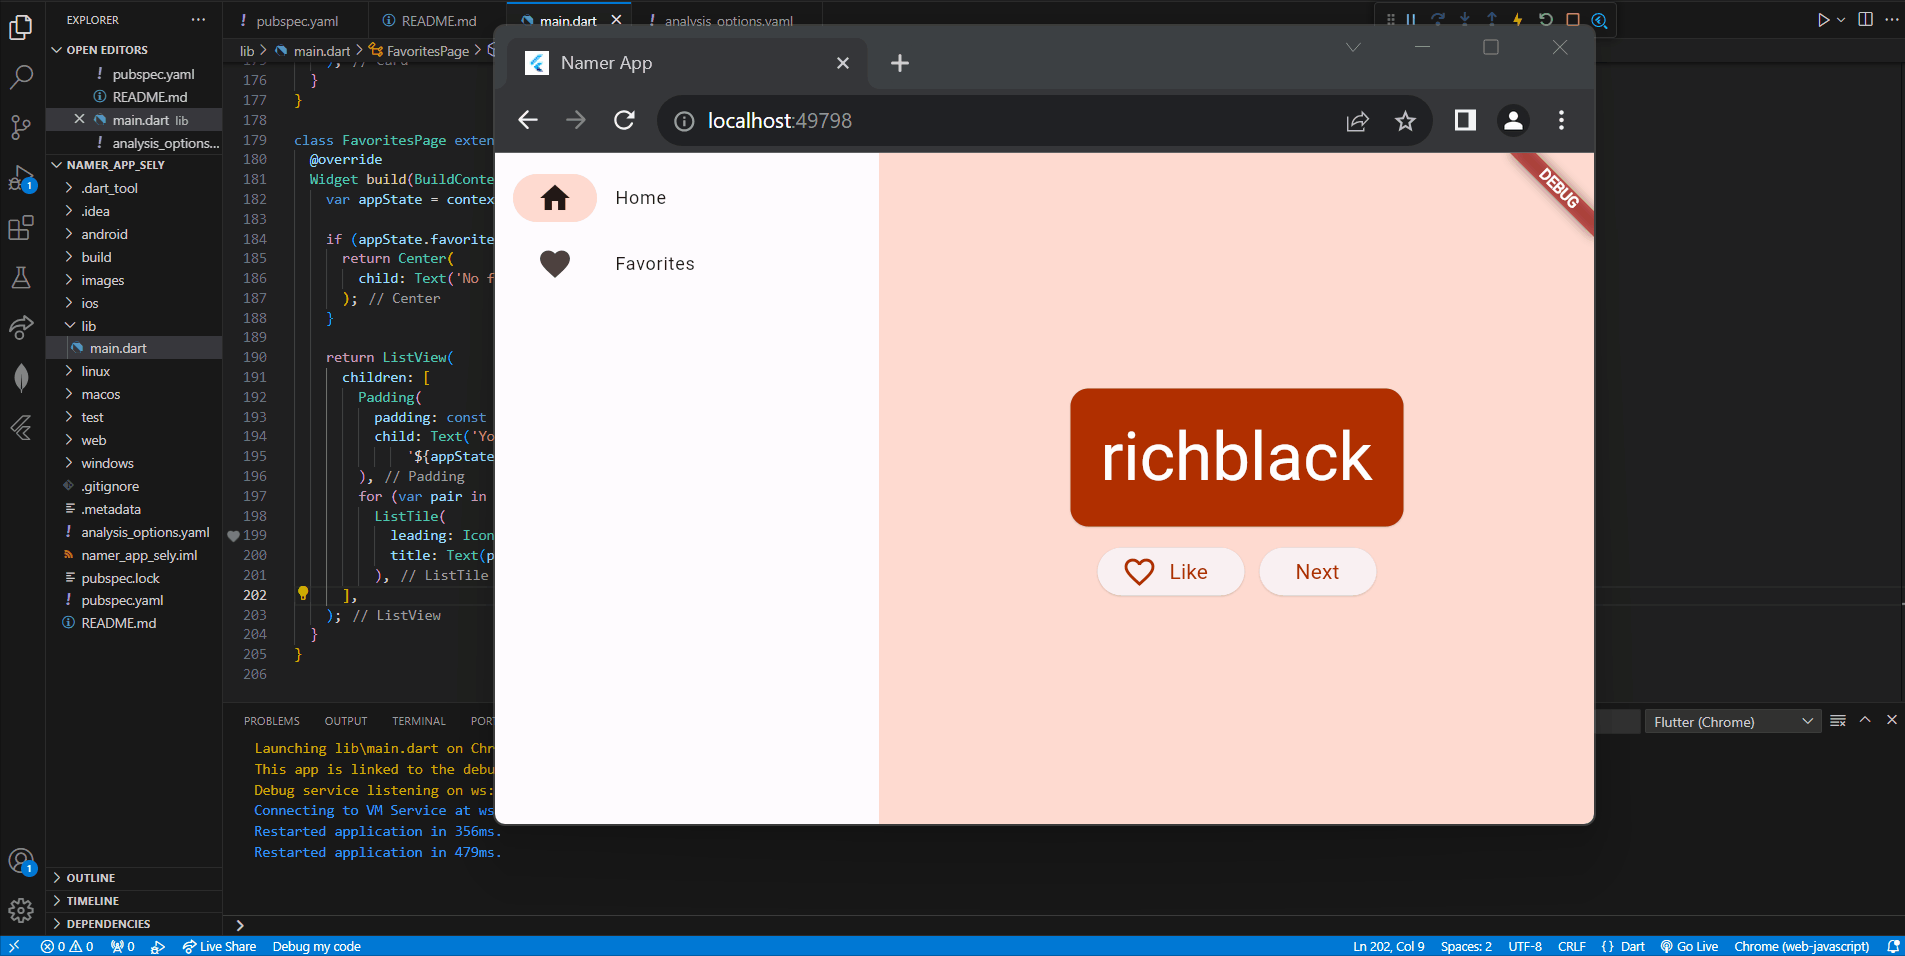 EXPLORER ...
OPEN EDITORS
! pubspec.yaml
README.md
main.dart lib
! analysis_options...
NAMER_APP_SELY
.dart_tool
.idea
android
build
images
ios
lib
main.dart
linux
macos
test
web
windows
.gitignore
.metadata
! analysis_options.yaml
namer_app_sely.iml
pubspec.lock
! pubspec.yaml
README.md
OUTLINE
TIMELINE
DEPENDENCIES
! pubspec.yaml README.md main.dart ! analysis_options.yaml
lib > main.dart > FavoritesPage >
176 }
177 }
178
179 class FavoritesPage exten
180 @override
181 Widget build(BuildConte
182 var appState = contex
183
184 if (appState.favorite
185 return Center(
186 child: Text('No f
187 ); // Center
188 }
189
190 return ListView(
191 children: [
192 Padding(
193 padding: const
194 child: Text('Yo
195 '${appState
196 ), // Padding
197 for (var pair in
198 ListTile(
199 leading: Icon
200 title: Text(p
201 ), // ListTile
202 ],
203 ); // ListView
204 }
205 }
206
Namer App
localhost:49798
Home
Favorites
DEBUG
richblack
Like Next
PROBLEMS OUTPUT TERMINAL POR
Flutter (Chrome)
Launching lib\main.dart on Chr
This app is linked to the debu
Debug service listening on ws:
Connecting to VM Service at ws
Restarted application in 356ms.
Restarted application in 479ms.
1
1
0 0 0 Live Share Debug my code Ln 202, Col 9 Spaces: 2 UTF-8 CRLF {} Dart Go Live Chrome (web-javascript)